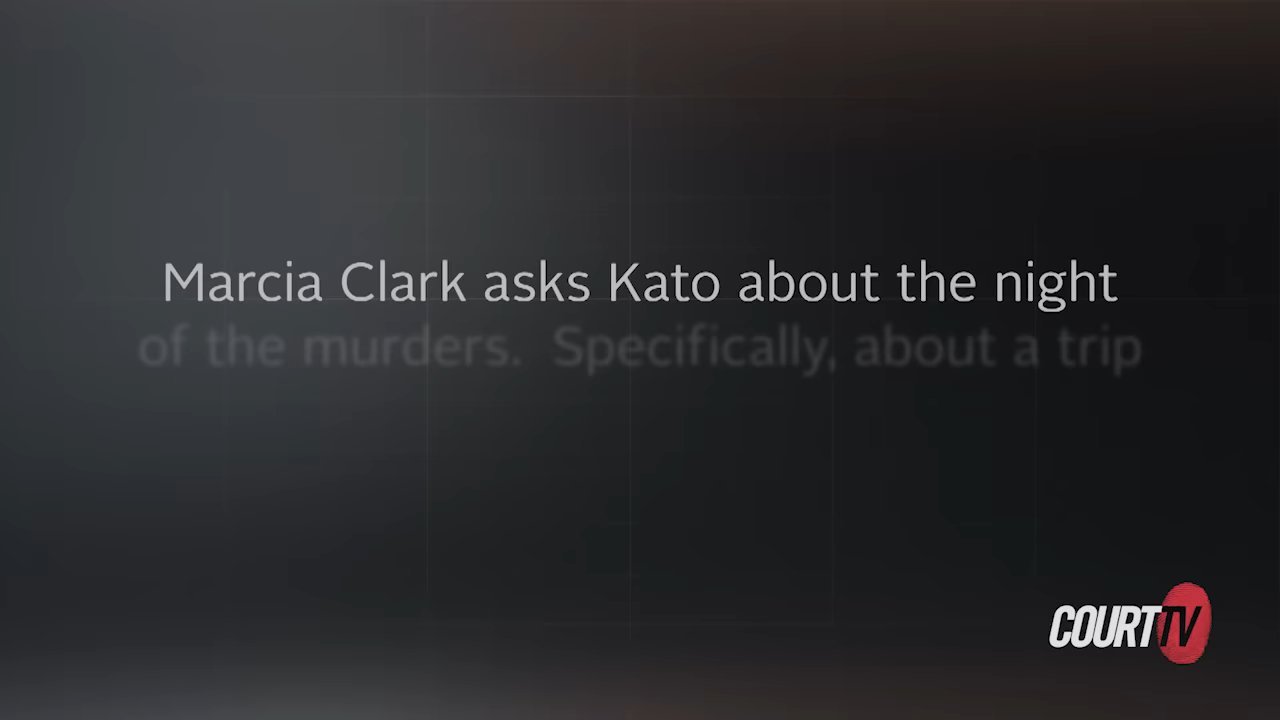 Marcia Clark asks Kato about the night
of the murders. Specifically, about a trip
COURT TV